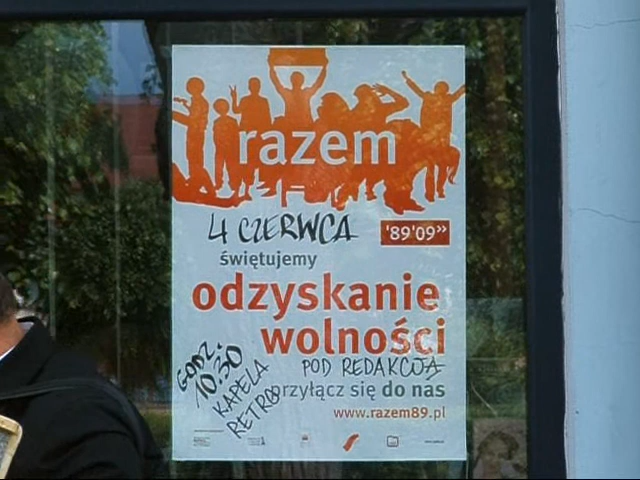 razem
4 CZERWCA
'89'09”
świętujemy
odzyskanie
wolności
GODZ.
10.30
KAPELA
RETRO
POD REDAKCJĄ
przyłącz się do nas
www.razem89.pl